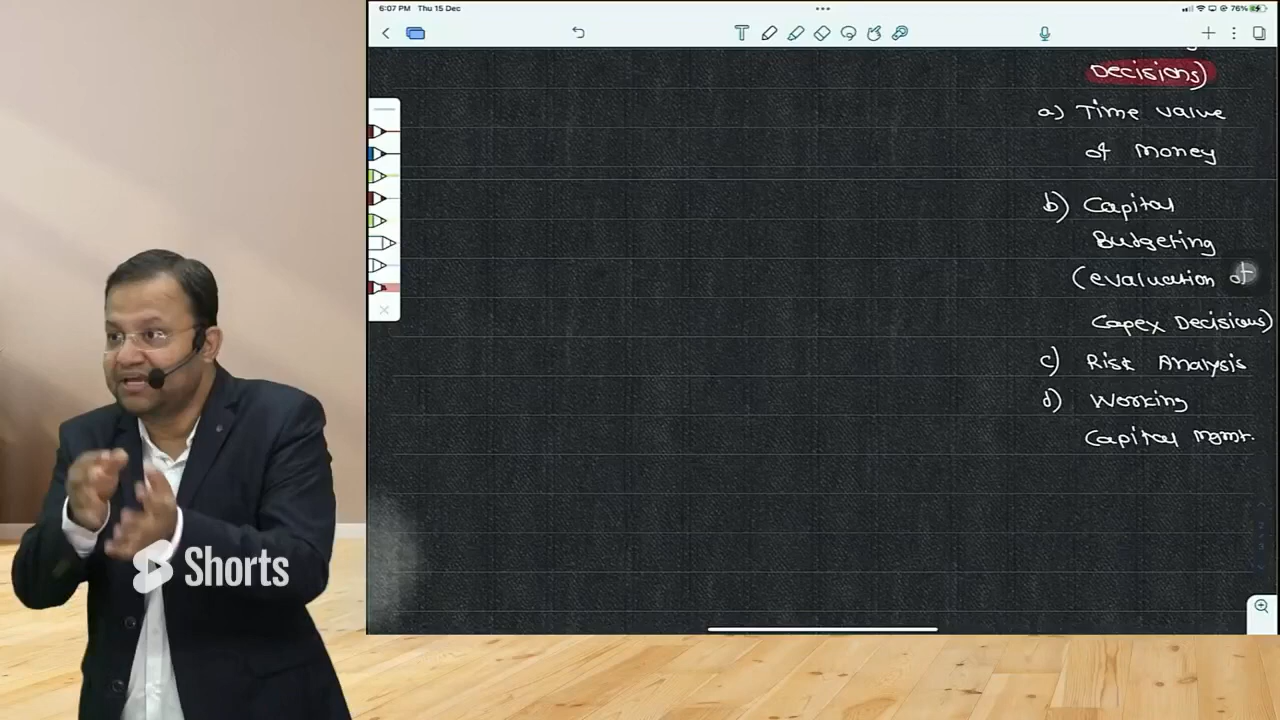 6:07 PM Thu 15 Dec
76%
T
Decisions)
a) Time value
of Money
b) Capital
Budgeting
(evaluation of
Capex Decisions)
c) Risk Analysis
d) Working
Capital Mgmt.
Shorts